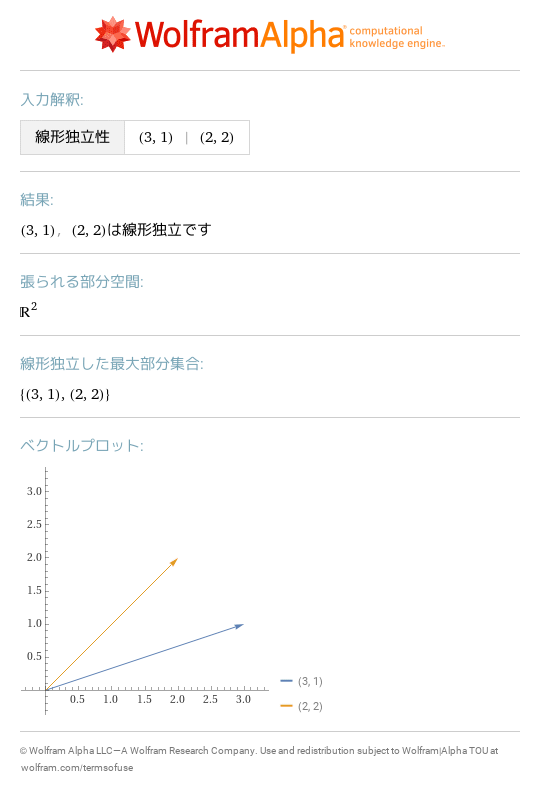 WolframAlpha computational
knowledge engine.
入力解釈:
線形独立性 (3, 1) | (2, 2)
結果:
(3, 1), (2, 2)は線形独立です
張られる部分空間:
ℝ²
線形独立した最大部分集合:
{(3, 1), (2, 2)}
ベクトルプロット:
3.0
2.5
2.0
1.5
1.0
0.5
0.5 1.0 1.5 2.0 2.5 3.0
(3, 1)
(2, 2)
© Wolfram Alpha LLC—A Wolfram Research Company. Use and redistribution subject to Wolfram|Alpha TOU at
wolfram.com/termsofuse